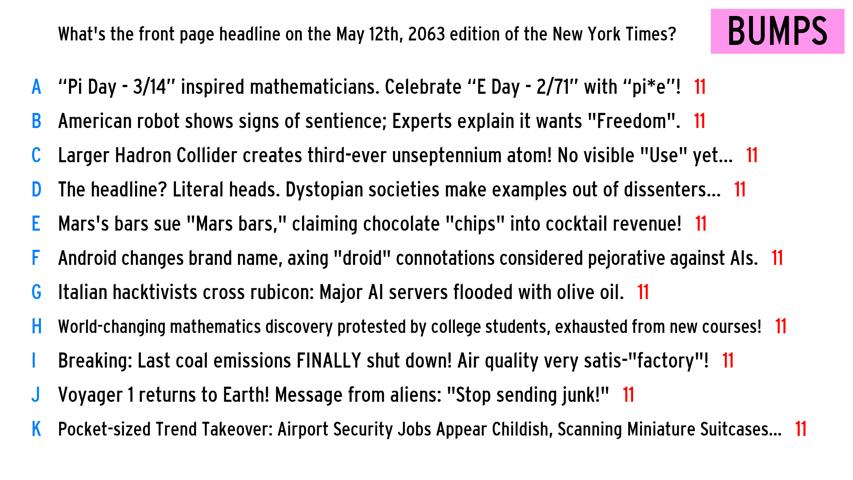 What's the front page headline on the May 12th, 2063 edition of the New York Times?
BUMPS
A “Pi Day - 3/14” inspired mathematicians. Celebrate “E Day - 2/71” with “pi*e”! 11
B American robot shows signs of sentience; Experts explain it wants "Freedom". 11
C Larger Hadron Collider creates third-ever unseptennium atom! No visible "Use" yet... 11
D The headline? Literal heads. Dystopian societies make examples out of dissenters... 11
E Mars's bars sue "Mars bars," claiming chocolate "chips" into cocktail revenue! 11
F Android changes brand name, axing "droid" connotations considered pejorative against AIs. 11
G Italian hacktivists cross rubicon: Major AI servers flooded with olive oil. 11
H World-changing mathematics discovery protested by college students, exhausted from new courses! 11
I Breaking: Last coal emissions FINALLY shut down! Air quality very satis-"factory"! 11
J Voyager 1 returns to Earth! Message from aliens: "Stop sending junk!" 11
K Pocket-sized Trend Takeover: Airport Security Jobs Appear Childish, Scanning Miniature Suitcases... 11